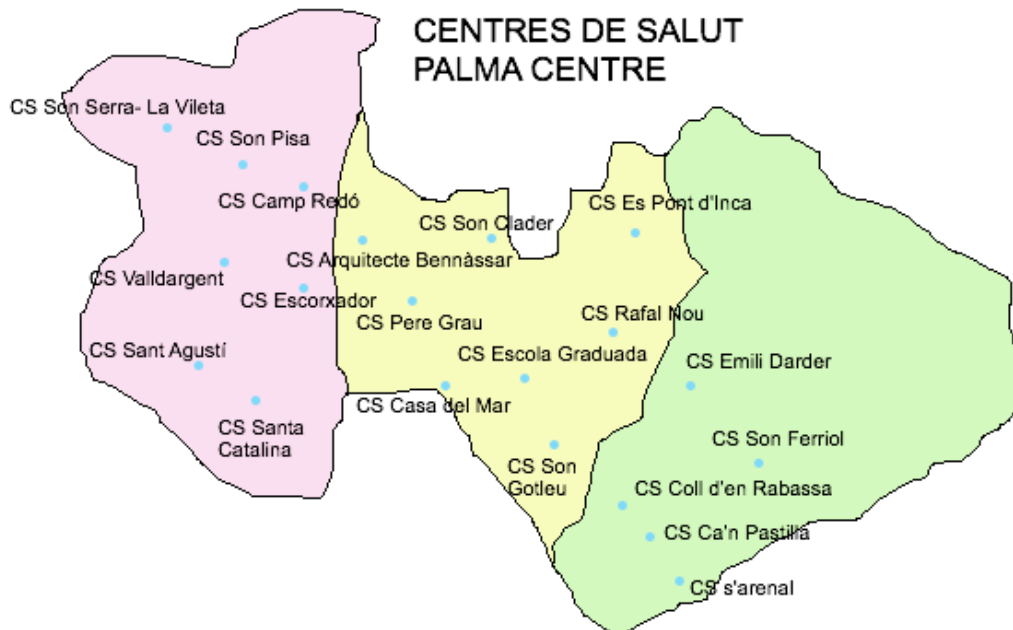 CENTRES DE SALUT
PALMA CENTRE
CS Son Serra- La Vileta
CS Son Pisa
CS Camp Redó
CS Son Clader
CS Es Pont d'Inca
CS Arquitecte Bennàssar
CS Valldargent
CS Escorxador
CS Pere Grau
CS Rafal Nou
CS Sant Agustí
CS Escola Graduada
CS Emili Darder
CS Casa del Mar
CS Santa
Catalina
CS Son Ferriol
CS Son
Gotleu
CS Coll d'en Rabassa
CS Ca'n Pastilla
CS s'arenal